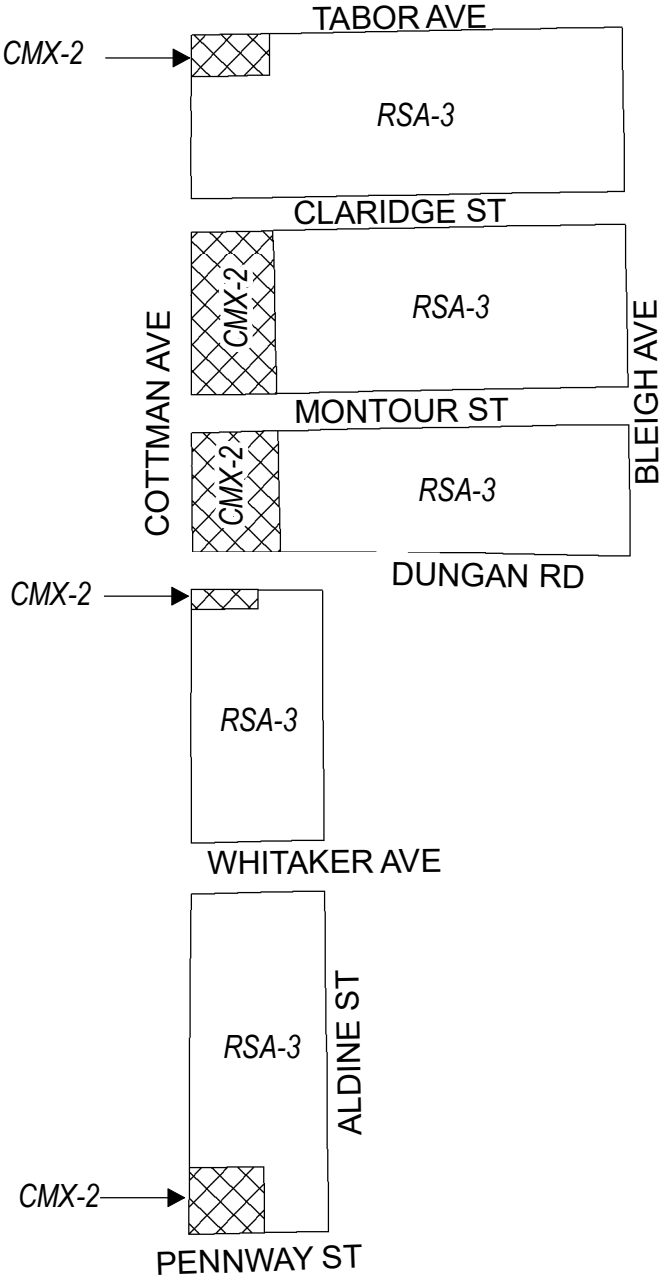 TABOR AVE
CMX-2
RSA-3
CLARIDGE ST
CMX-2
RSA-3
COTTMAN AVE
BLEIGH AVE
MONTOUR ST
CMX-2
RSA-3
DUNGAN RD
CMX-2
RSA-3
WHITAKER AVE
RSA-3
ALDINE ST
CMX-2
PENNWAY ST